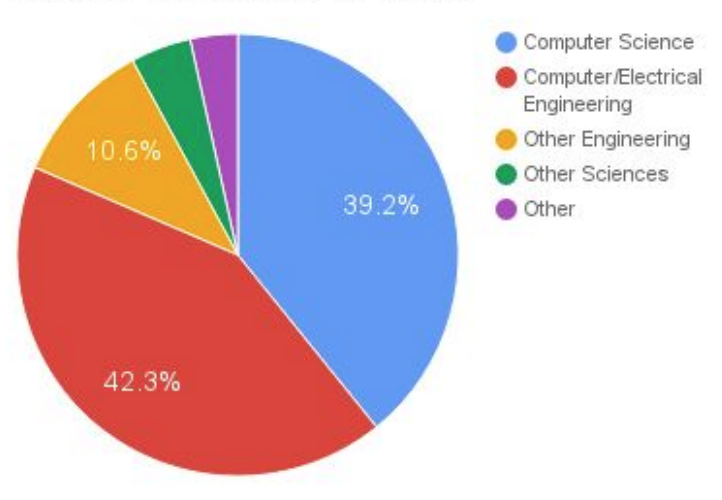 Computer Science
Computer/Electrical
Engineering
Other Engineering
Other Sciences
Other
10.6%
39.2%
42.3%